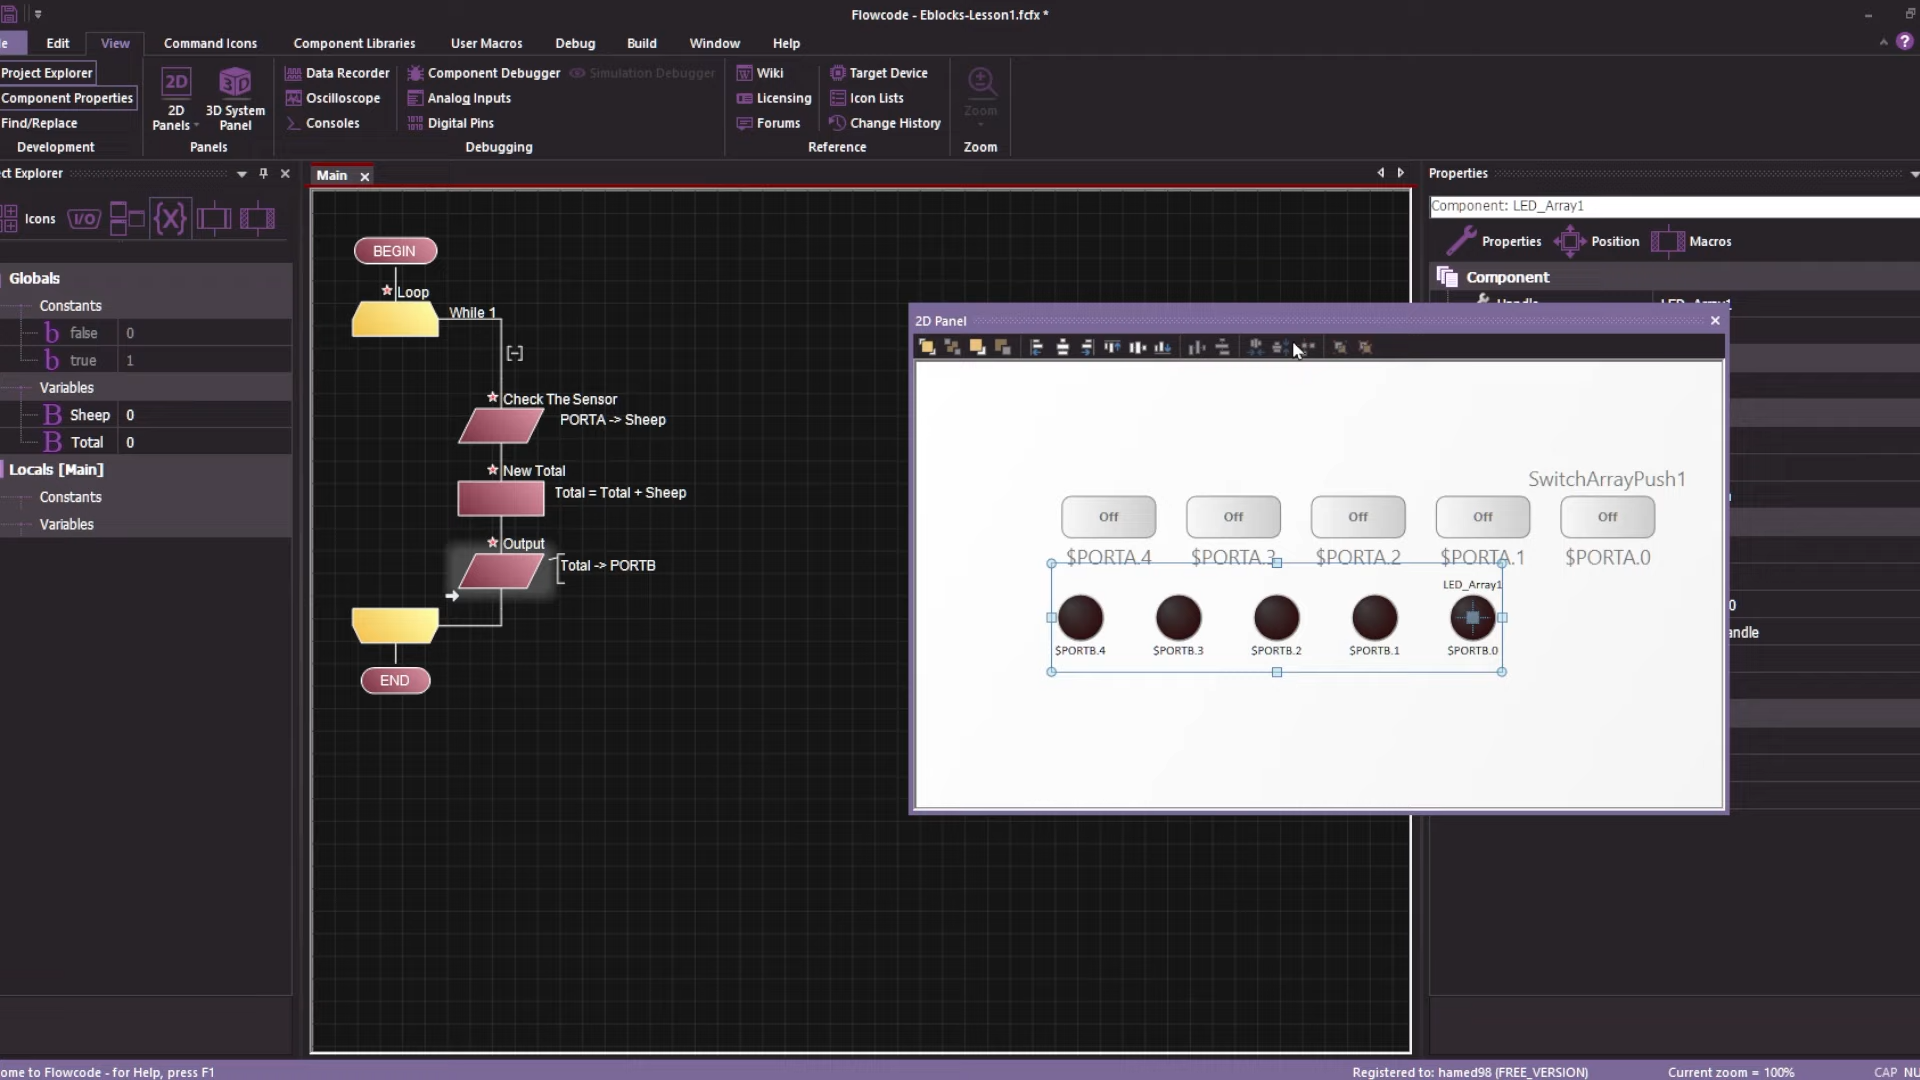 Flowcode - Eblocks-Lesson1.fcfx *
Edit View Command Icons Component Libraries User Macros Debug Build Window Help
Project Explorer
Component Properties
Find/Replace
Development
2D Panels
3D System Panel
Panels
Data Recorder
Oscilloscope
Consoles
Component Debugger
Analog Inputs
Digital Pins
Simulation Debugger
Debugging
Wiki
Licensing
Forums
Target Device
Icon Lists
Change History
Reference
Zoom
Zoom
ct Explorer
Icons
I/O
{X}
Globals
Constants
b false 0
b true 1
Variables
B Sheep 0
B Total 0
Locals [Main]
Constants
Variables
Main
BEGIN
Loop
While 1
Check The Sensor
PORTA -> Sheep
New Total
Total = Total + Sheep
Output
Total -> PORTB
END
2D Panel
SwitchArrayPush1
Off Off Off Off Off
$PORTA.4 $PORTA.3 $PORTA.2 $PORTA.1 $PORTA.0
LED_Array1
$PORTB.4 $PORTB.3 $PORTB.2 $PORTB.1 $PORTB.0
Properties
Component: LED_Array1
Properties Position Macros
Component
Handle LED_Array1
0
andle
ome to Flowcode - for Help, press F1
Registered to: hamed98 (FREE_VERSION)
Current zoom = 100%
CAP NU